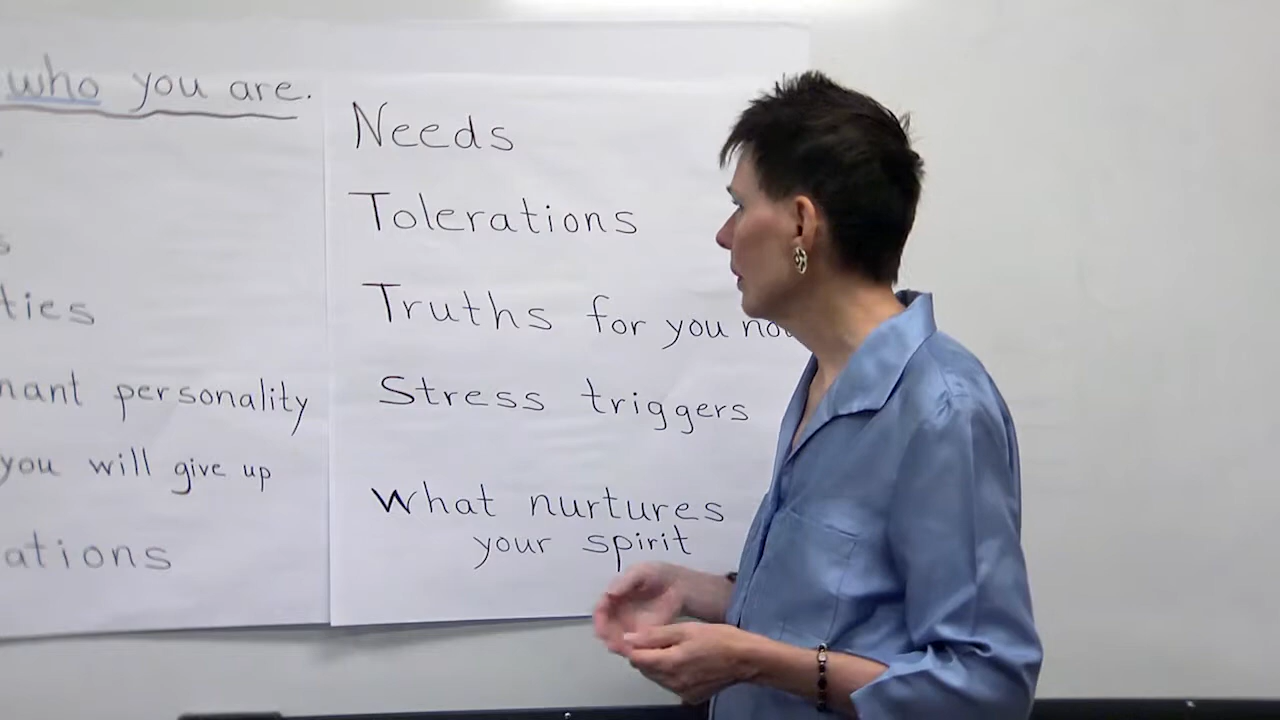 who you are.
ties
nant personality
you will give up
ations
Needs
Tolerations
Truths for you
Stress triggers
What nurtures
your spirit